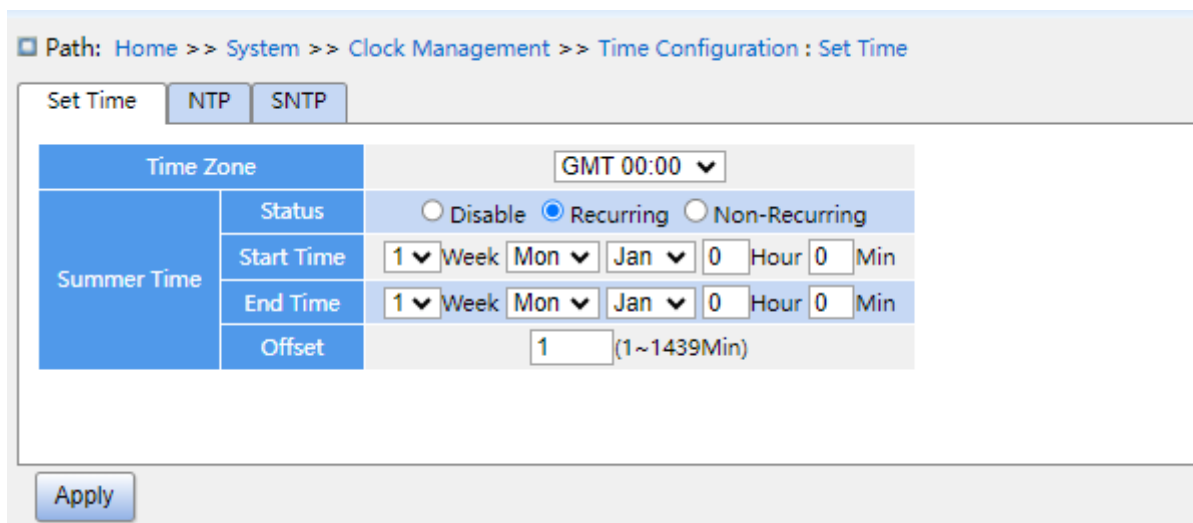 Path: Home >> System >> Clock Management >> Time Configuration : Set Time
Set Time NTP SNTP
Time Zone GMT 00:00
Summer Time
Status Disable Recurring Non-Recurring
Start Time 1 Week Mon Jan 0 Hour 0 Min
End Time 1 Week Mon Jan 0 Hour 0 Min
Offset 1 (1~1439Min)
Apply